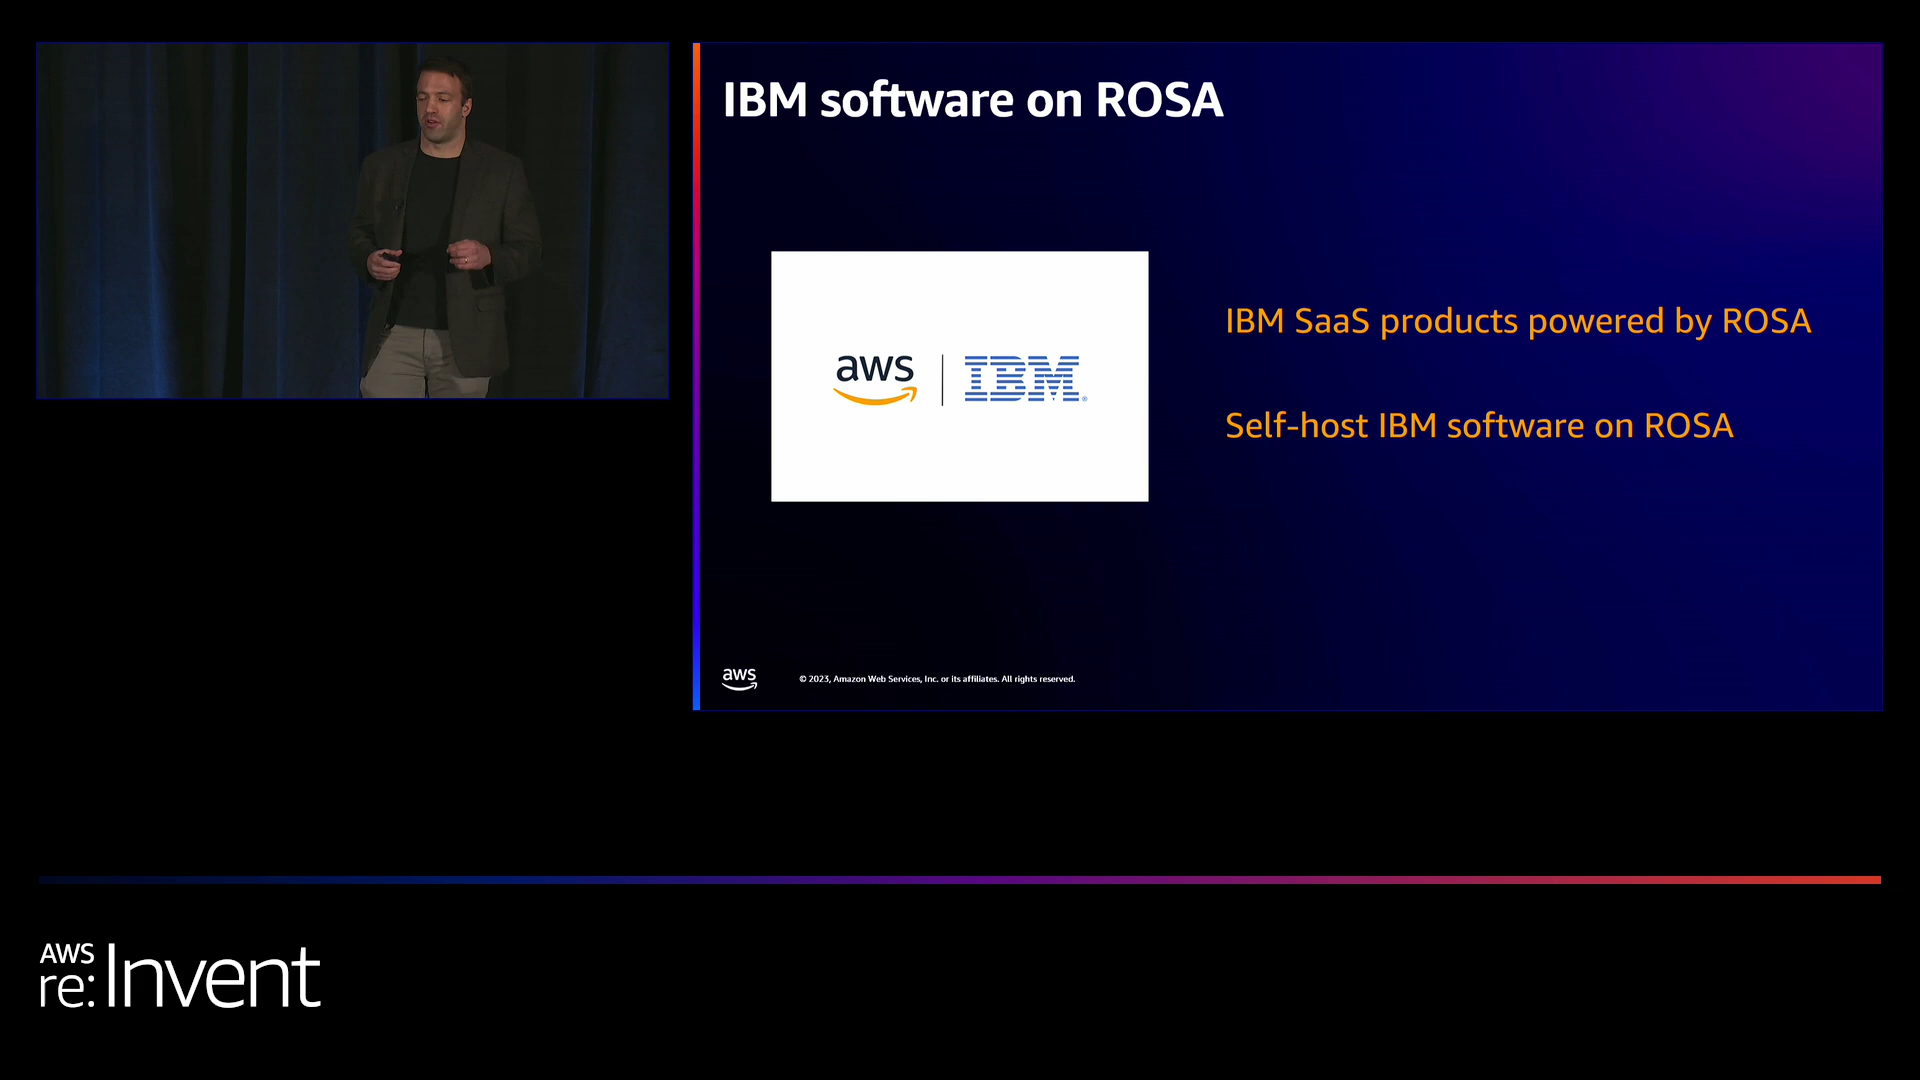 IBM software on ROSA
aws | IBM®
IBM SaaS products powered by ROSA
Self-host IBM software on ROSA
aws
© 2023, Amazon Web Services, Inc. or its affiliates. All rights reserved.
AWS
re:Invent